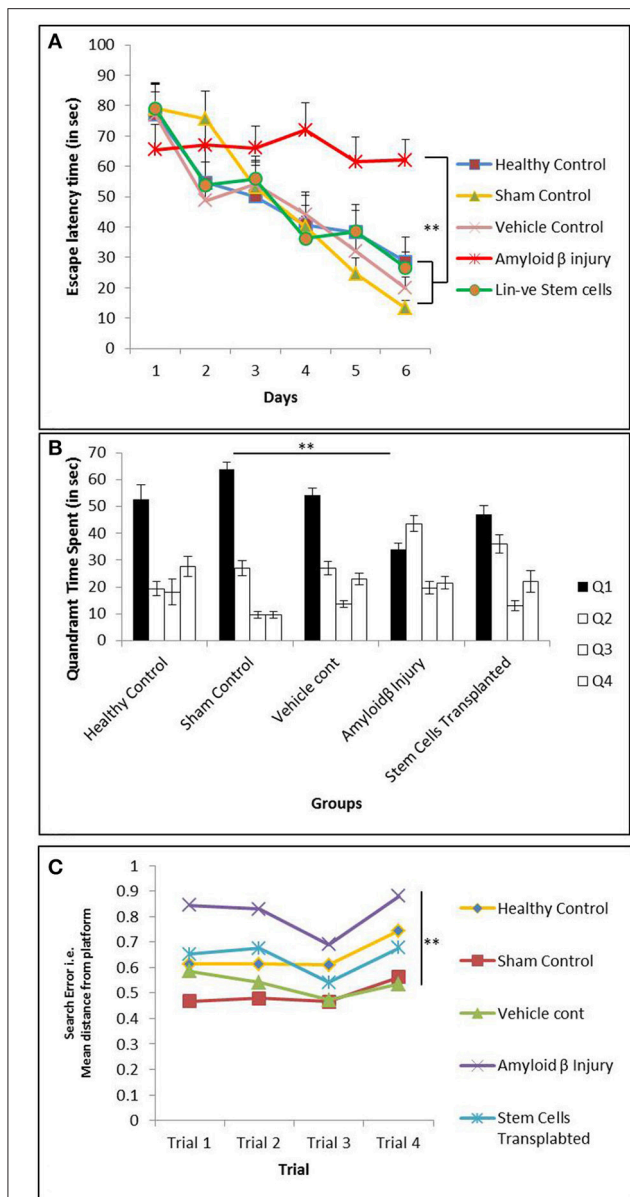 A
Escape latency time (in sec)
100
90
80
70
60
50
40
30
20
10
0
1 2 3 4 5 6
Days
**
Healthy Control
Sham Control
Vehicle Control
Amyloid β injury
Lin-ve Stem cells
B
Quandramt Time Spent (in sec)
70
60
50
40
30
20
10
0
**
Healthy Control
Sham Control
Vehicle cont
Amyloidβ Injury
Stem Cells Transplanted
Groups
Q1
Q2
Q3
Q4
C
Search Error i.e.
Mean distance from platform
1
0.9
0.8
0.7
0.6
0.5
0.4
0.3
0.2
0.1
0
Trial 1 Trial 2 Trial 3 Trial 4
Trial
**
Healthy Control
Sham Control
Vehicle cont
Amyloid β Injury
Stem Cells
Transplabted